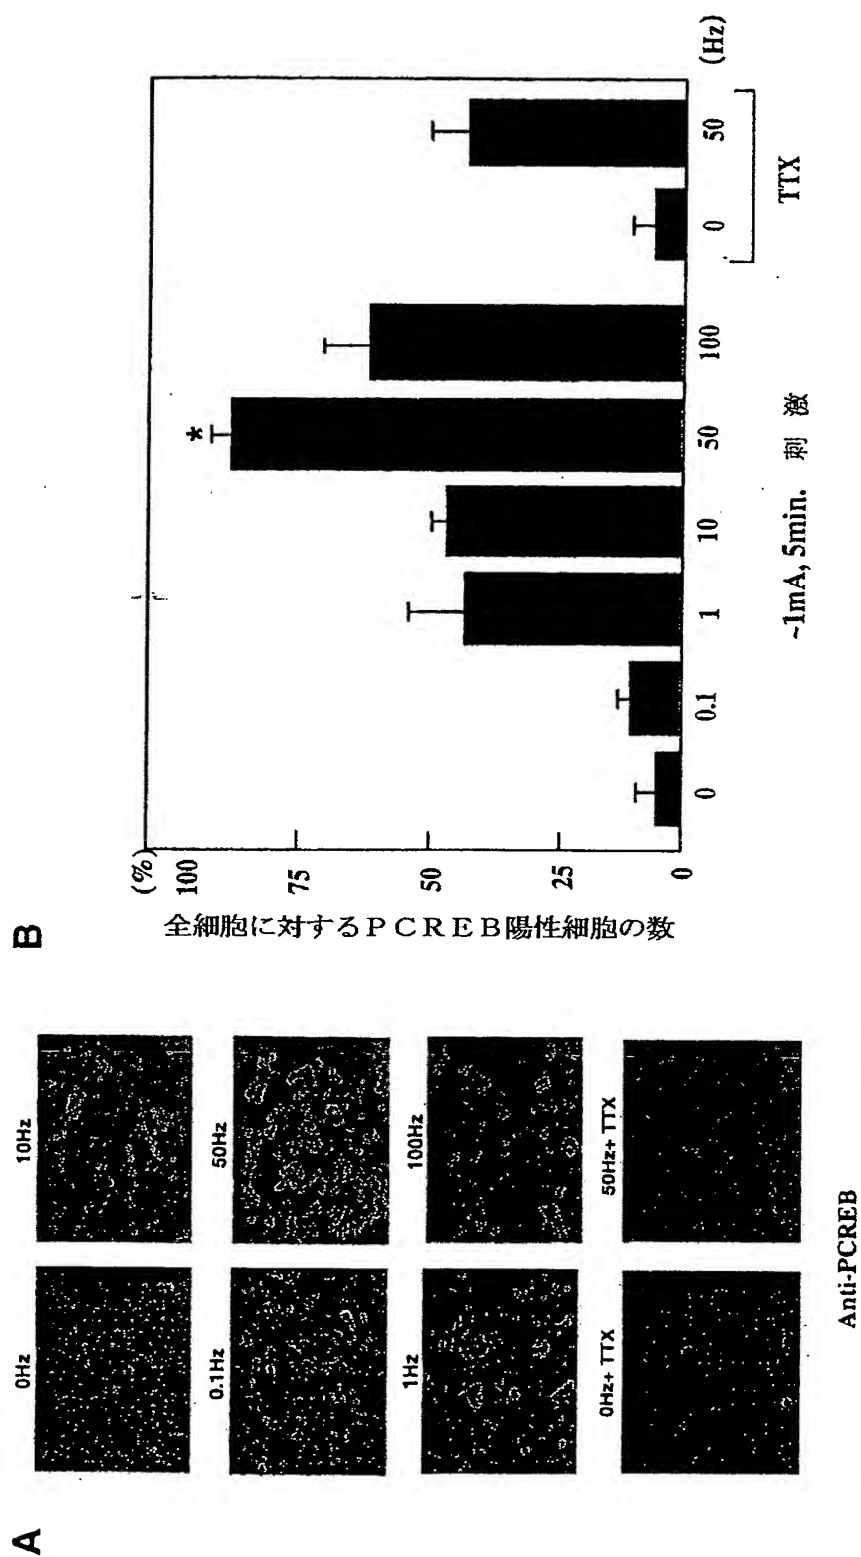 A
0Hz
10Hz
0.1Hz
50Hz
1Hz
100Hz
0Hz+ TTX
50Hz+ TTX
Anti-PCREB
B
全細胞に対するPCREB陽性細胞の数
(%)
100
75
50
25
0
0 0.1 1 10 50 100 0 50 (Hz)
*
~1mA, 5min. 刺激
TTX